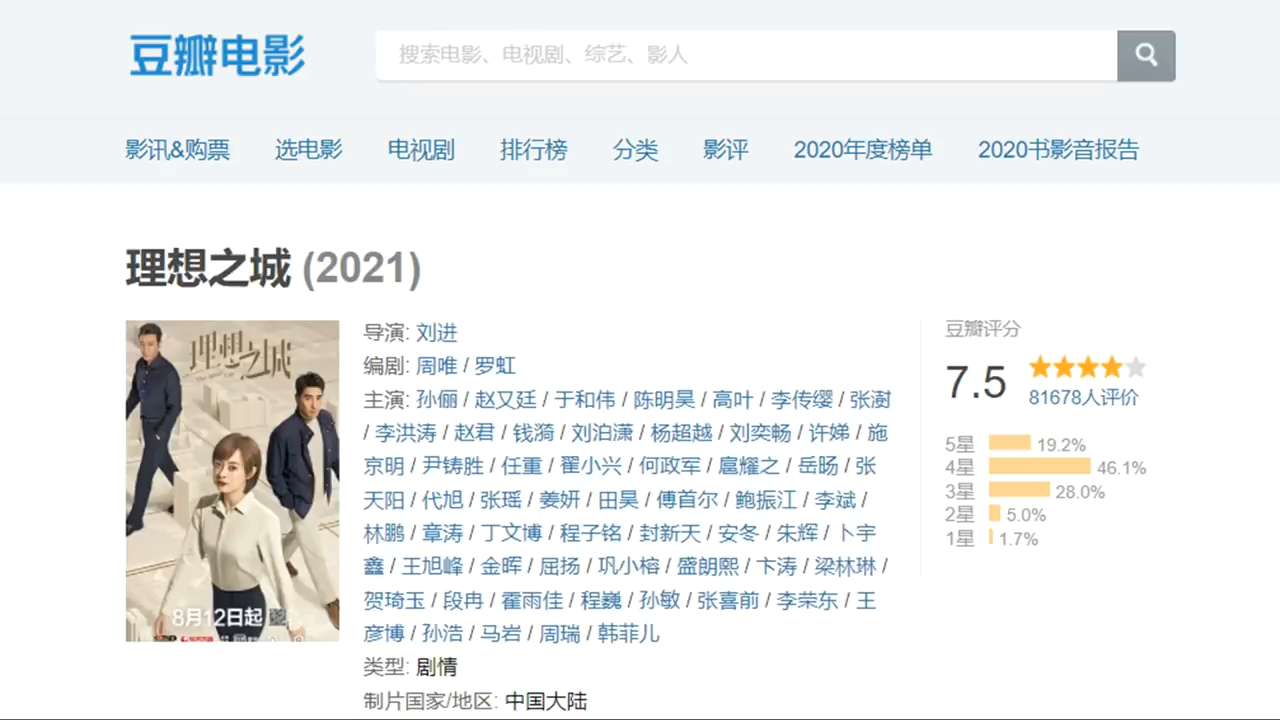 豆瓣电影
搜索电影、电视剧、综艺、影人
影讯&购票 选电影 电视剧 排行榜 分类 影评 2020年度榜单 2020书影音报告
理想之城 (2021)
理想之城
8月12日起
导演: 刘进
编剧: 周唯 / 罗虹
主演: 孙俪 / 赵又廷 / 于和伟 / 陈明昊 / 高叶 / 李传缨 / 张澍
/ 李洪涛 / 赵君 / 钱漪 / 刘泊潇 / 杨超越 / 刘奕畅 / 许娣 / 施
京明 / 尹铸胜 / 任重 / 翟小兴 / 何政军 / 扈耀之 / 岳旸 / 张
天阳 / 代旭 / 张瑶 / 姜妍 / 田昊 / 傅首尔 / 鲍振江 / 李斌 /
林鹏 / 章涛 / 丁文博 / 程子铭 / 封新天 / 安冬 / 朱辉 / 卜宇
鑫 / 王旭峰 / 金晖 / 屈扬 / 巩小榕 / 盛朗熙 / 卞涛 / 梁林琳 /
贺琦玉 / 段冉 / 霍雨佳 / 程巍 / 孙敏 / 张喜前 / 李荣东 / 王
彦博 / 孙浩 / 马岩 / 周瑞 / 韩菲儿
类型: 剧情
制片国家/地区: 中国大陆
豆瓣评分
7.5
81678人评价
5星 19.2%
4星 46.1%
3星 28.0%
2星 5.0%
1星 1.7%